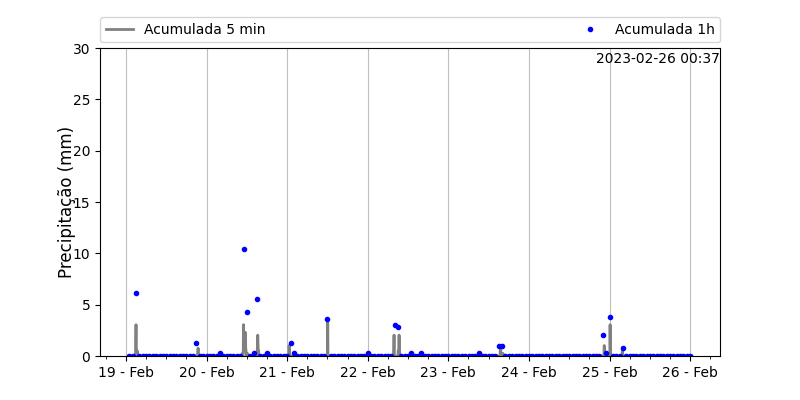 Acumulada 5 min Acumulada 1h
2023-02-26 00:37
Precipitação (mm)
30
25
20
15
10
5
0
19 - Feb 20 - Feb 21 - Feb 22 - Feb 23 - Feb 24 - Feb 25 - Feb 26 - Feb